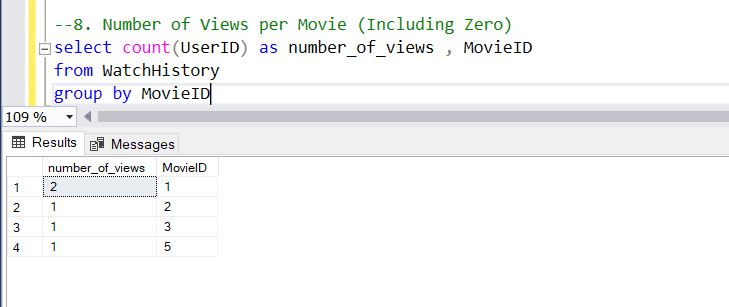 --8. Number of Views per Movie (Including Zero)
select count(UserID) as number_of_views , MovieID
from WatchHistory
group by MovieID
109 %
Results Messages
number_of_views MovieID
1 2 1
2 1 2
3 1 3
4 1 5